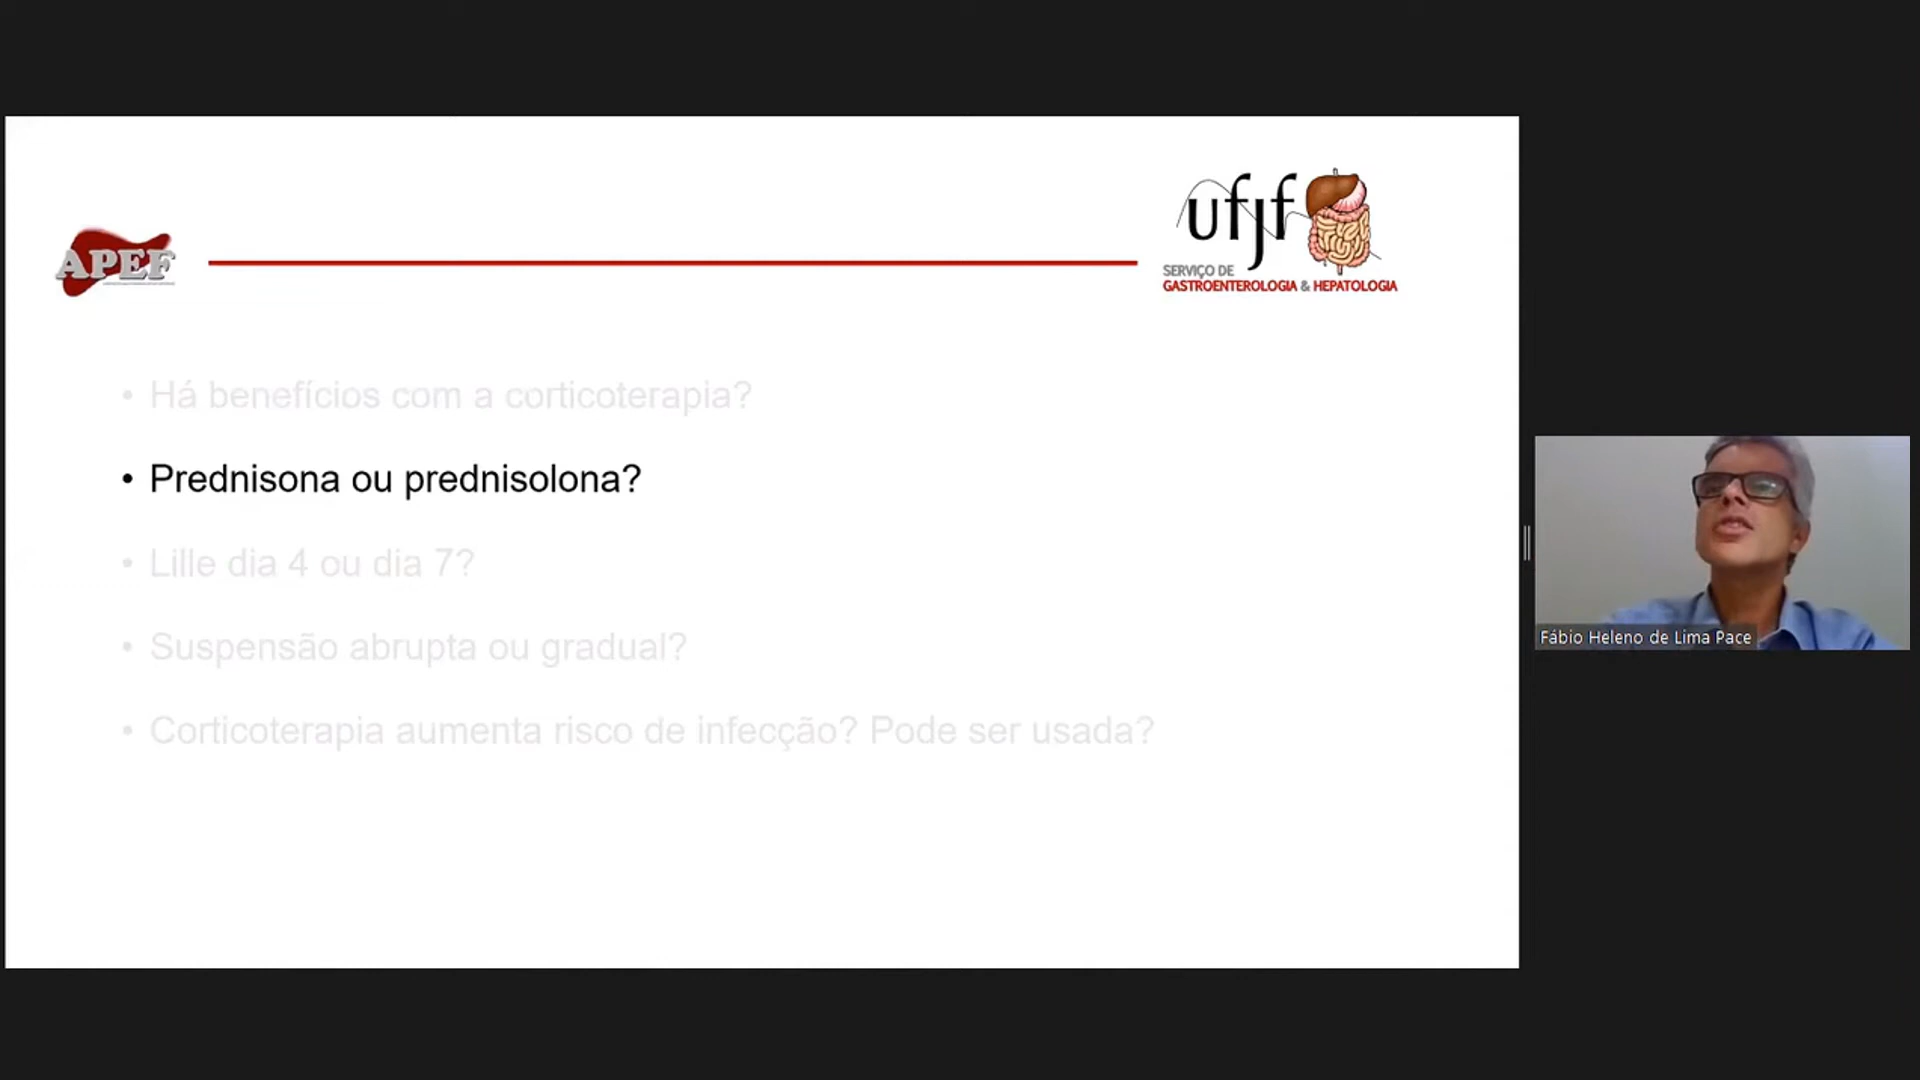 ufjf
APEF
SERVIÇO DE
GASTROENTEROLOGIA & HEPATOLOGIA
• Há benefícios com a corticoterapia?
• Prednisona ou prednisolona?
• Lille dia 4 ou dia 7?
• Suspensão abrupta ou gradual?
• Corticoterapia aumenta risco de infecção? Pode ser usada?
Fábio Heleno de Lima Pace